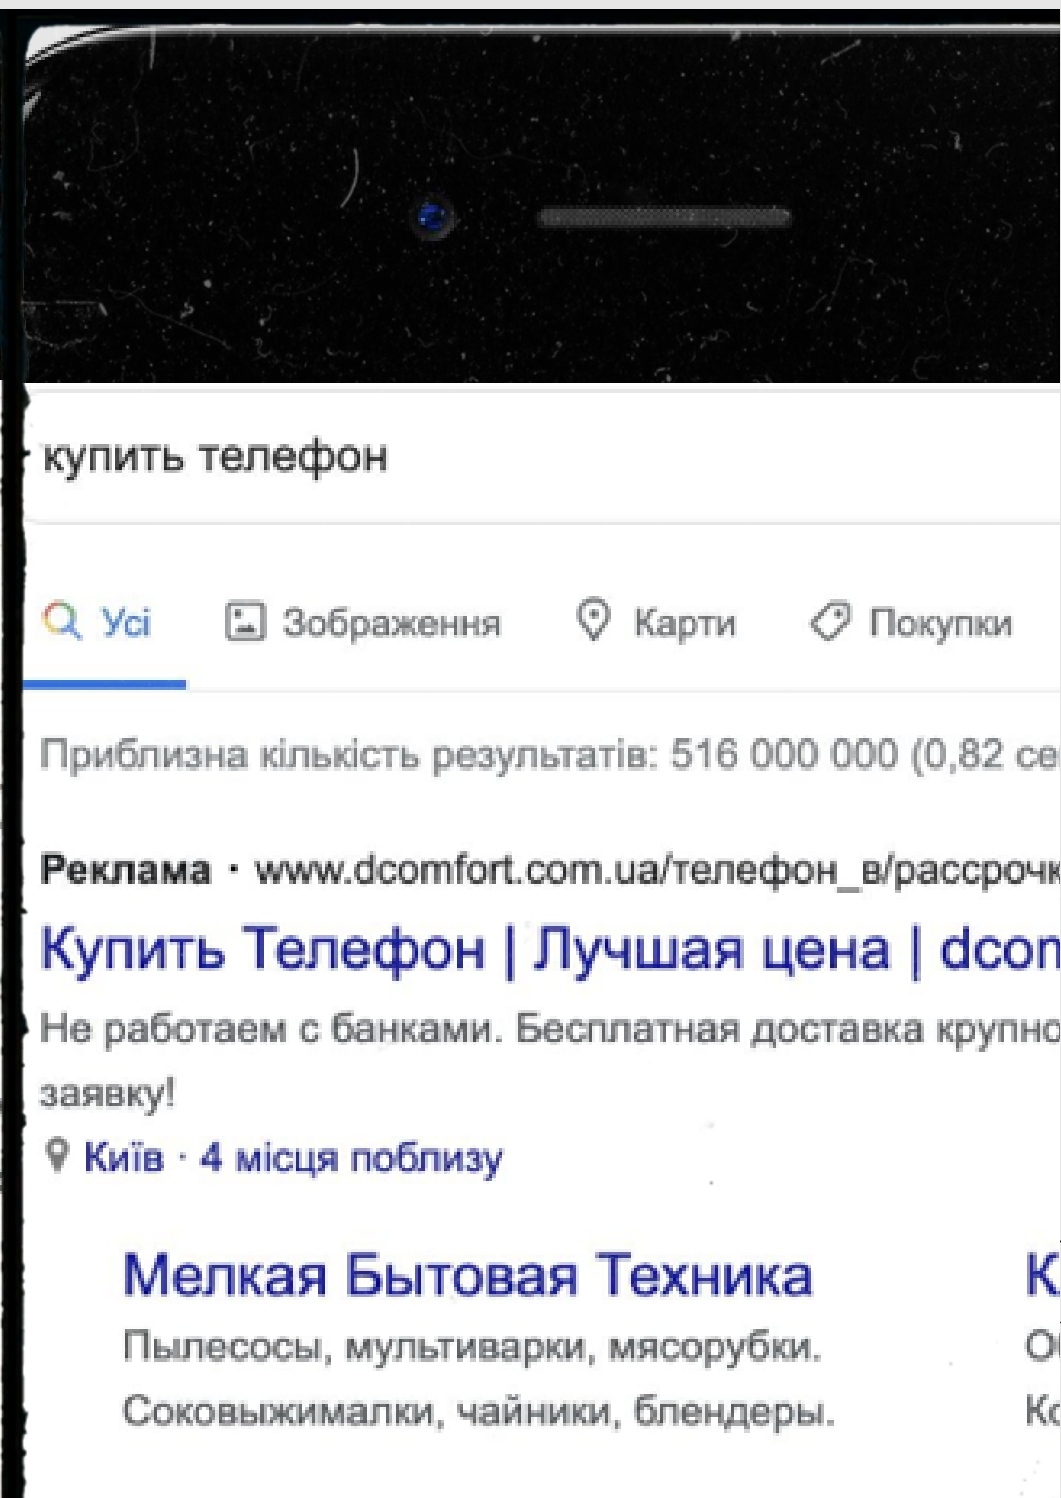 купить телефон
Усі Зображення Карти Покупки
Приблизна кількість результатів: 516 000 000 (0,82
Реклама · www.dcomfort.com.ua/телефон_в/рассрочк
Купить Телефон | Лучшая цена |
Не работаем с банками. Бесплатная доставка
заявку!
Київ · 4 місця поблизу
Мелкая Бытовая Техника
Пылесосы, мультиварки, мясорубки.
Соковыжималки, чайники, блендеры.